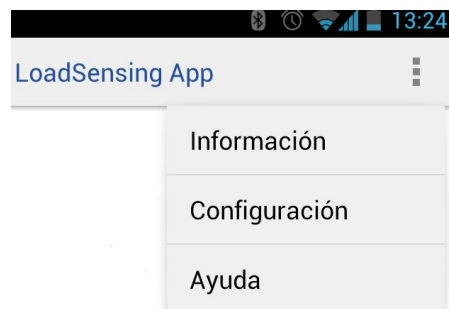 13:24
LoadSensing App
Información
Configuración
Ayuda